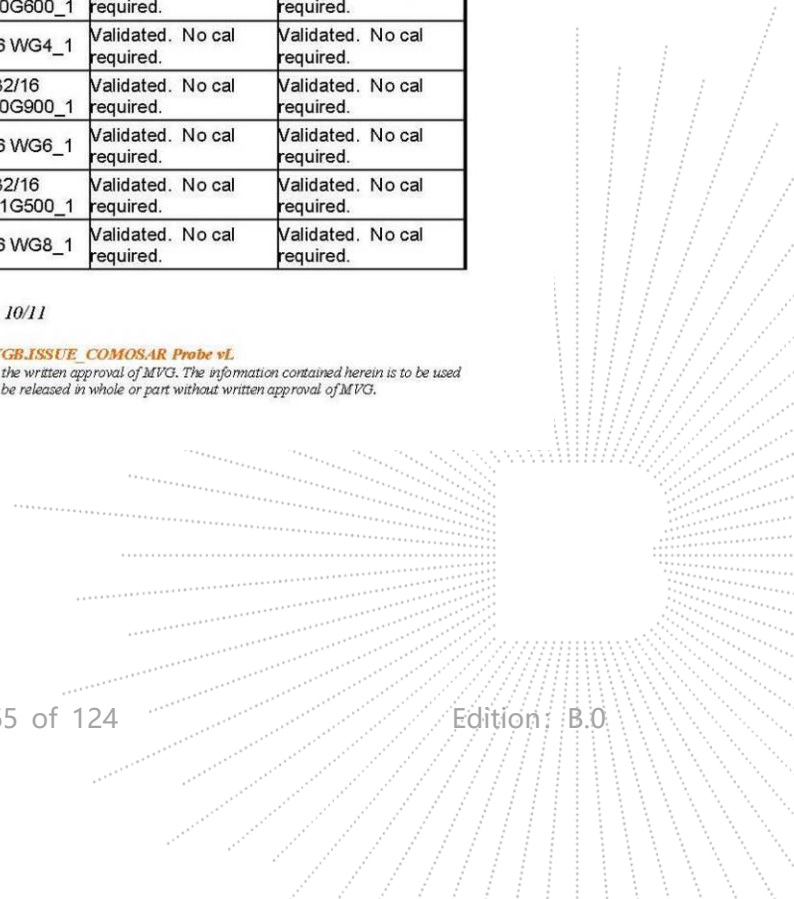 0G600_1 required. required.
6 WG4_1 Validated. No cal required. Validated. No cal required.
32/16
0G900_1 Validated. No cal required. Validated. No cal required.
6 WG6_1 Validated. No cal required. Validated. No cal required.
32/16
1G500_1 Validated. No cal required. Validated. No cal required.
6 WG8_1 Validated. No cal required. Validated. No cal required.
10/11
GB.ISSUE_COMOSAR Probe vL
the written approval of MVG. The information contained herein is to be used
be released in whole or part without written approval of MVG.
5 of 124
Edition: B.0